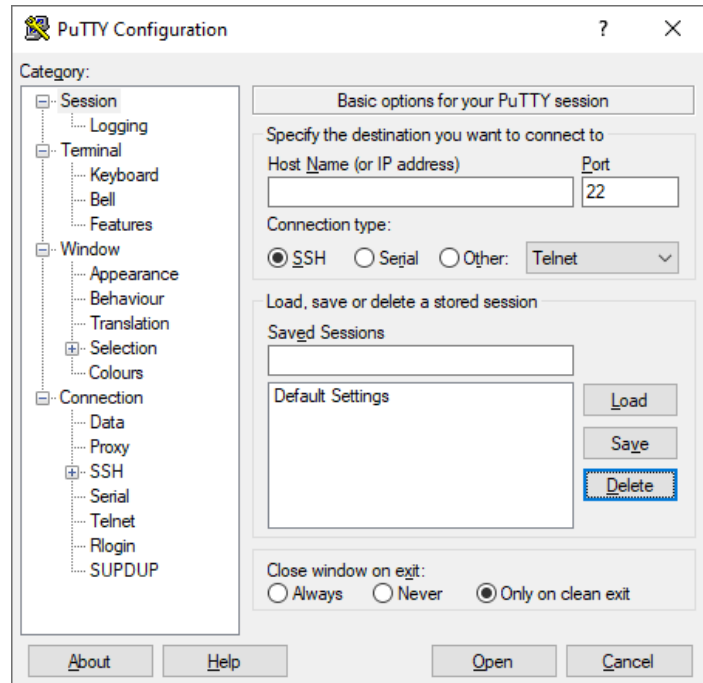 PuTTY Configuration
?
Category:
Session
Logging
Terminal
Keyboard
Bell
Features
Window
Appearance
Behaviour
Translation
Selection
Colours
Connection
Data
Proxy
SSH
Serial
Telnet
Rlogin
SUPDUP
Basic options for your PuTTY session
Specify the destination you want to connect to
Host Name (or IP address) Port
22
Connection type:
SSH Serial Other: Telnet
Load, save or delete a stored session
Saved Sessions
Default Settings
Load
Save
Delete
Close window on exit:
Always Never Only on clean exit
About Help Open Cancel